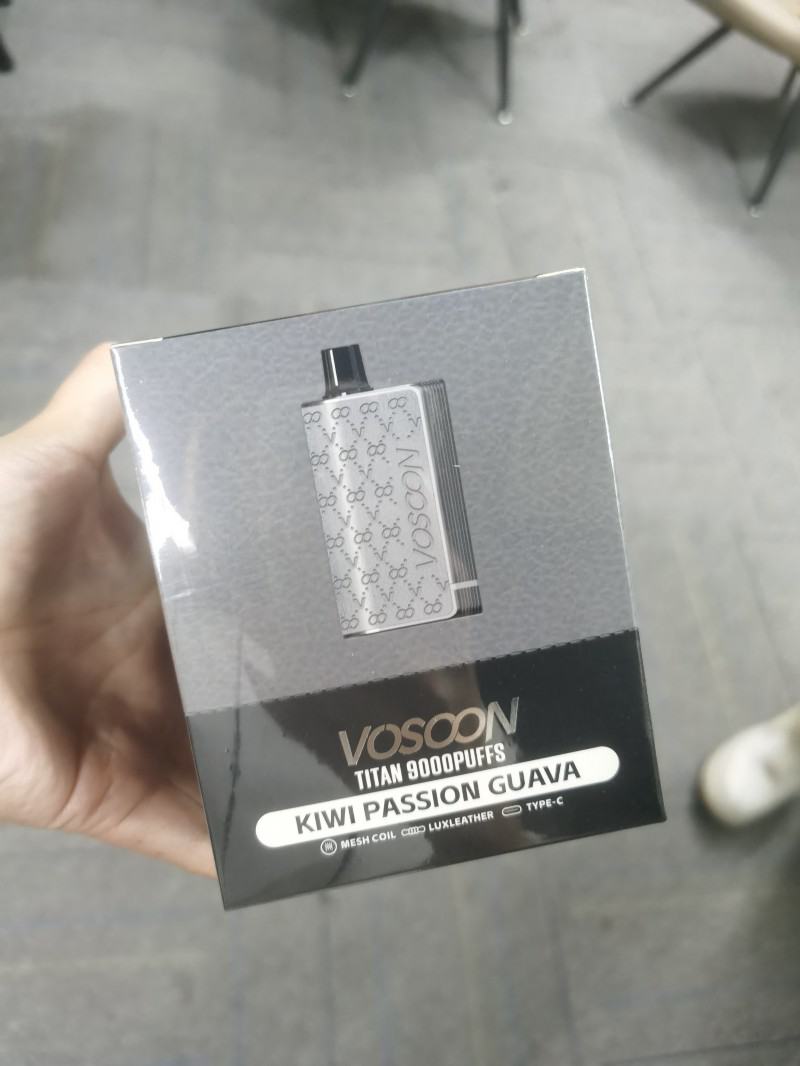 VOSOON
VOSOON
TITAN 9000PUFFS
KIWI PASSION GUAVA
MESH COIL LUXLEATHER TYPE-C